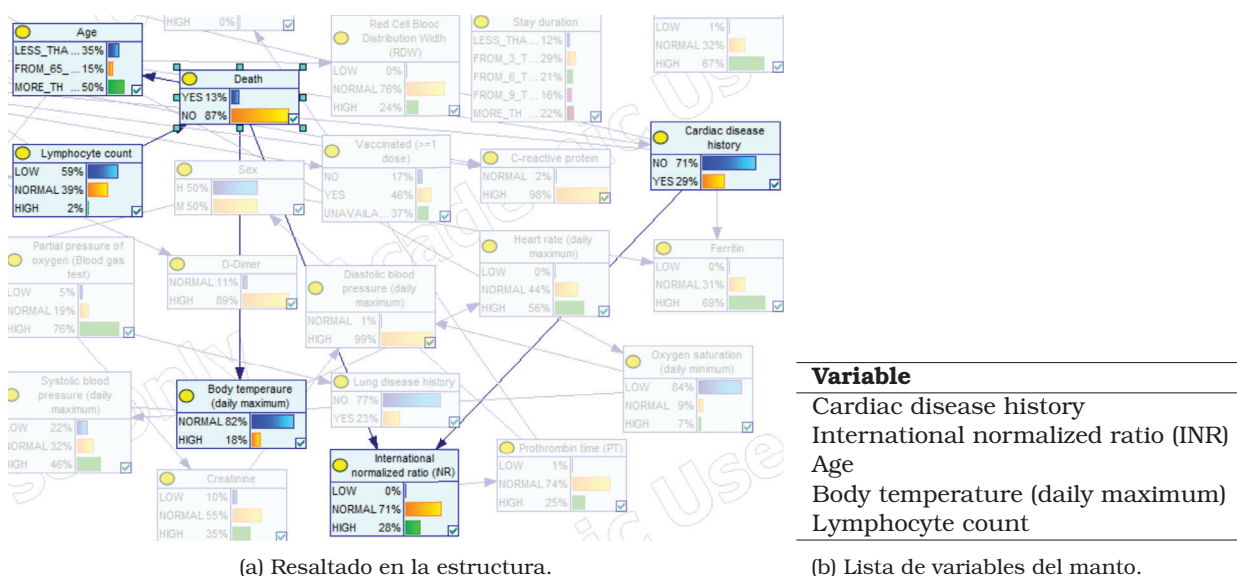 HIGH 0%
Age
LESS_THA ... 35%
FROM_65_ ... 15%
MORE_TH ... 50%
Death
YES 13%
NO 87%
Red Cell Blood
Distribution Width
(RDW)
LOW 0%
NORMAL 76%
HIGH 24%
Stay duration
LESS_THA ... 12%
FROM_3_T ... 29%
FROM_6_T ... 21%
FROM_9_T ... 16%
MORE_TH ... 22%
LOW 1%
NORMAL 32%
HIGH 67%
Lymphocyte count
LOW 59%
NORMAL 39%
HIGH 2%
Sex
H 50%
M 50%
Vaccinated (>=1
dose)
NO 17%
YES 46%
UNAVAILA... 37%
C-reactive protein
NORMAL 2%
HIGH 98%
Cardiac disease
history
NO 71%
YES 29%
Partial pressure of
oxygen (Blood gas
test)
LOW 5%
NORMAL 19%
HIGH 76%
D-Dimer
NORMAL 11%
HIGH 89%
Diastolic blood
pressure (daily
maximum)
NORMAL 1%
HIGH 99%
Heart rate (daily
maximum)
LOW 0%
NORMAL 44%
HIGH 56%
Ferritin
LOW 0%
NORMAL 31%
HIGH 69%
Systolic blood
pressure (daily
maximum)
LOW 22%
NORMAL 32%
HIGH 46%
Body temperaure
(daily maximum)
NORMAL 82%
HIGH 18%
Lung disease history
NO 77%
YES 23%
Oxygen saturation
(daily minimum)
LOW 84%
NORMAL 9%
HIGH 7%
Creatinine
LOW 10%
NORMAL 55%
HIGH 35%
International
normalized ratio (INR)
LOW 0%
NORMAL 71%
HIGH 28%
Prothrombin time (PT)
LOW 1%
NORMAL 74%
HIGH 25%
(a) Resaltado en la estructura.
Variable
Cardiac disease history
International normalized ratio (INR)
Age
Body temperature (daily maximum)
Lymphocyte count
(b) Lista de variables del manto.